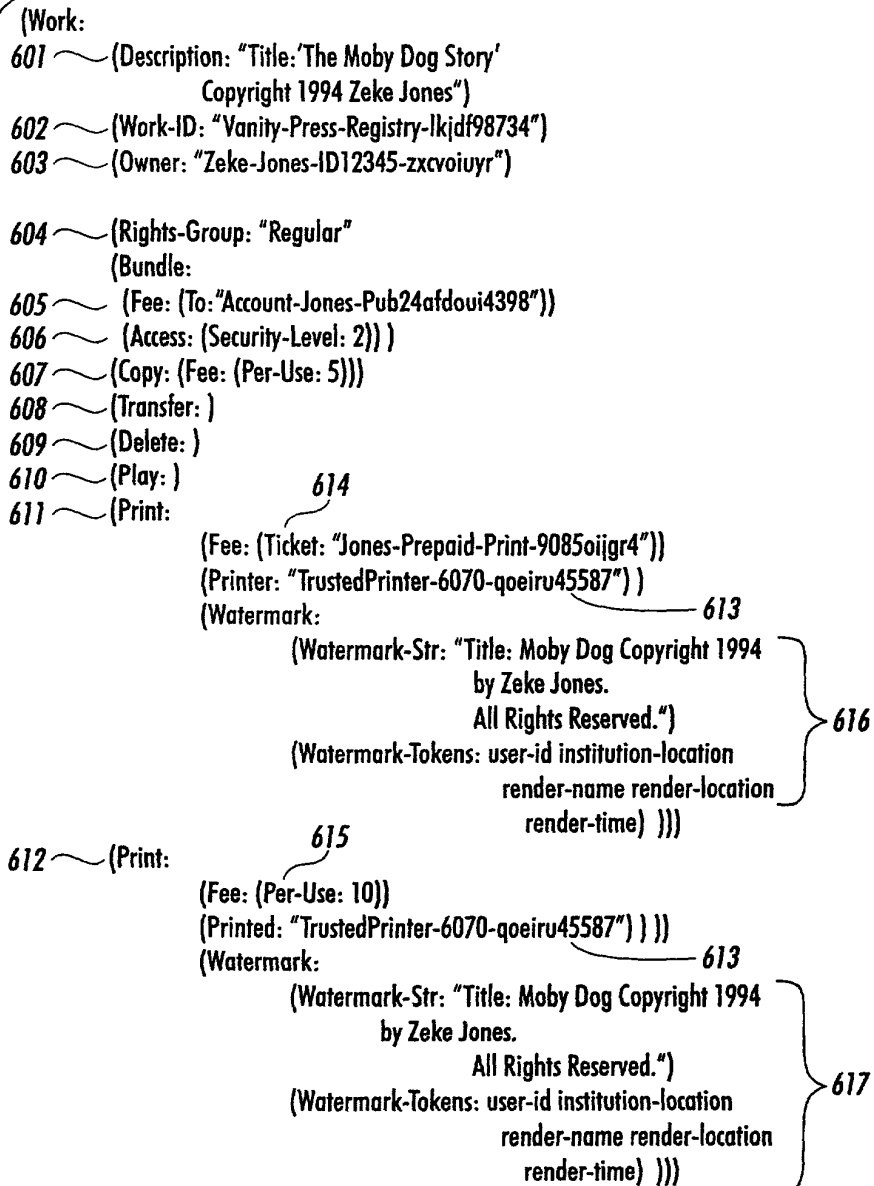 (Work:
601 (Description: "Title:'The Moby Dog Story'
Copyright 1994 Zeke Jones")
602 (Work-ID: "Vanity-Press-Registry-lkjdf98734")
603 (Owner: "Zeke-Jones-ID12345-zxcvoiuyr")
604 (Rights-Group: "Regular"
(Bundle:
605 (Fee: (To:"Account-Jones-Pub24afdoui4398"))
606 (Access: (Security-Level: 2)) )
607 (Copy: (Fee: (Per-Use: 5)))
608 (Transfer: )
609 (Delete: )
610 (Play: )
614
611 (Print:
(Fee: (Ticket: "Jones-Prepaid-Print-9085oijgr4"))
(Printer: "TrustedPrinter-6070-qoeiru45587") )
613
(Watermark:
(Watermark-Str: "Title: Moby Dog Copyright 1994
by Zeke Jones.
All Rights Reserved.")
616
(Watermark-Tokens: user-id institution-location
render-name render-location
render-time) )))
615
612 (Print:
(Fee: (Per-Use: 10))
(Printed: "TrustedPrinter-6070-qoeiru45587") ) ))
613
(Watermark:
(Watermark-Str: "Title: Moby Dog Copyright 1994
by Zeke Jones.
All Rights Reserved.")
617
(Watermark-Tokens: user-id institution-location
render-name render-location
render-time) )))